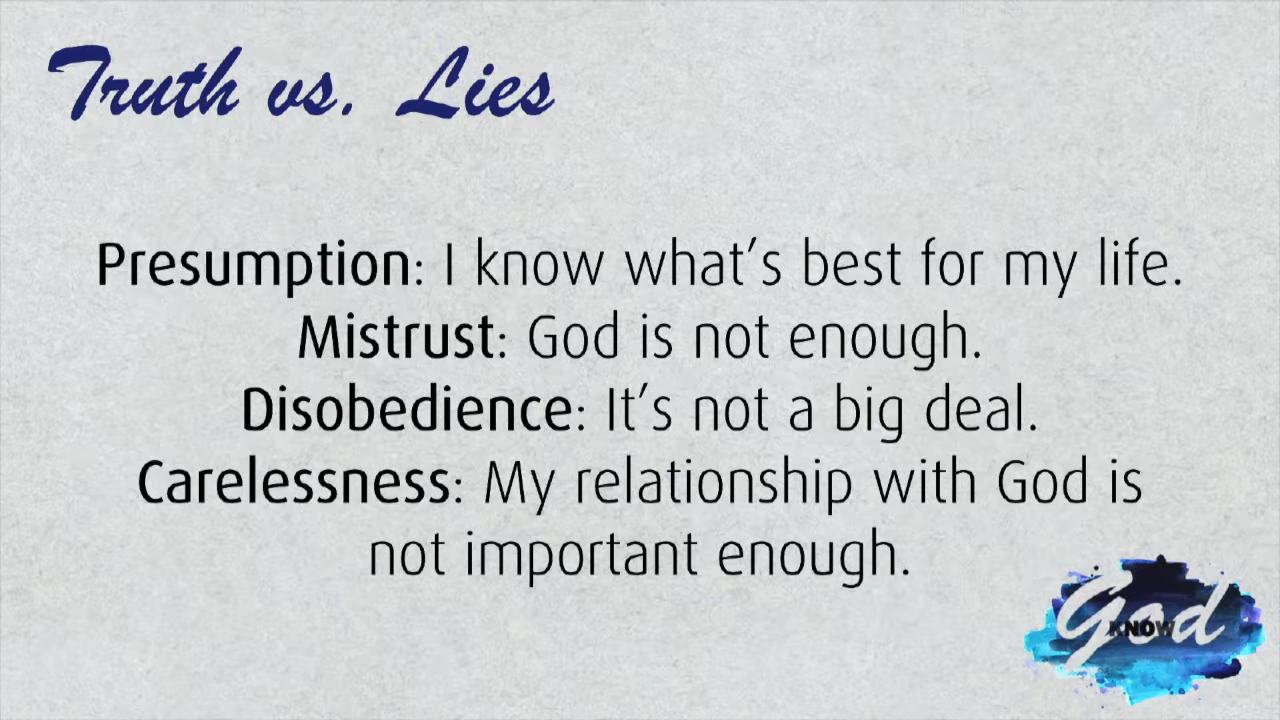 Truth vs. Lies
Presumption: I know what's best for my life.
Mistrust: God is not enough.
Disobedience: It's not a big deal.
Carelessness: My relationship with God is
not important enough.
God
KNOW